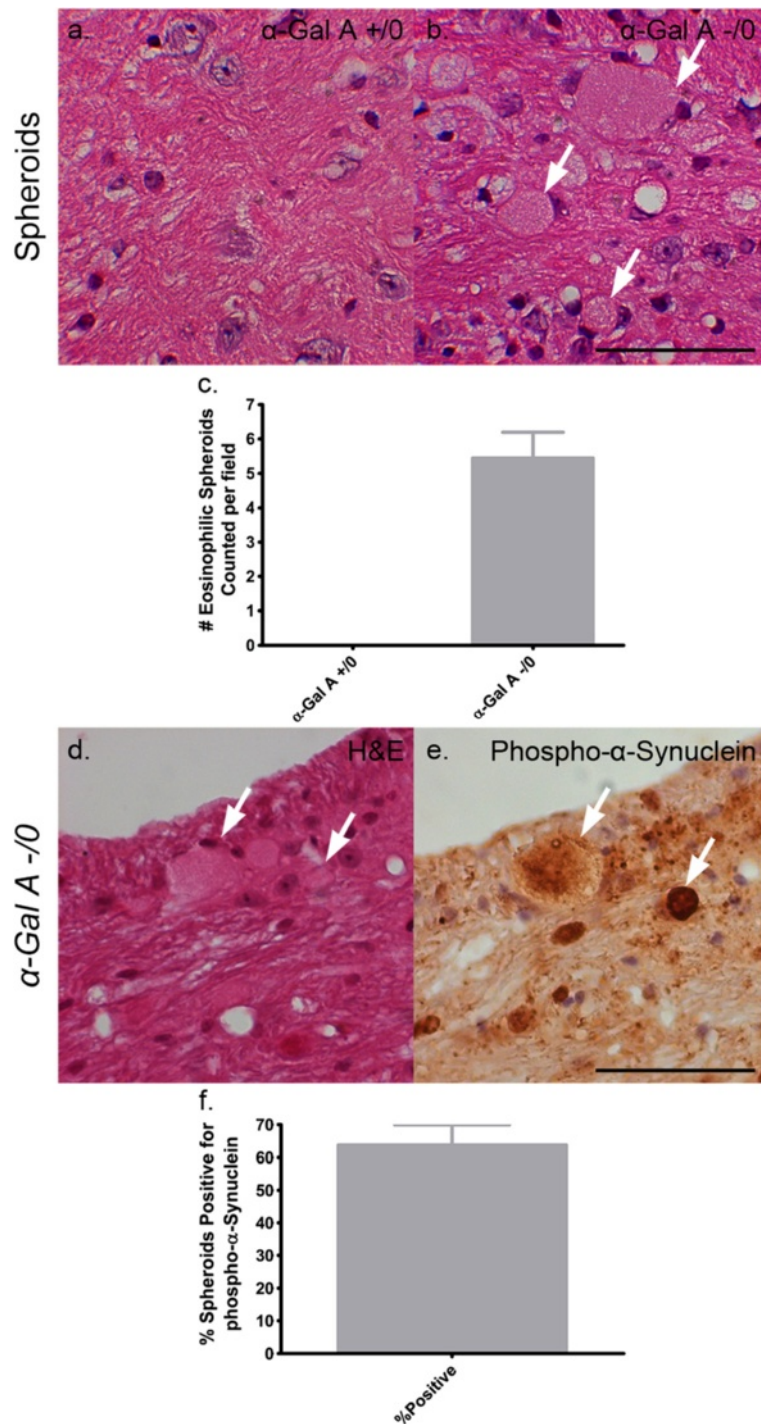 a. α-Gal A +/0
b. α-Gal A -/0
Spheroids
c.
# Eosinophilic Spheroids
Counted per field
7
6
5
4
3
2
1
0
α-Gal A +/0
α-Gal A -/0
d. H&E
e. Phospho-α-Synuclein
α-Gal A -/0
f.
% Spheroids Positive for
phospho-α-Synuclein
70
60
50
40
30
20
10
0
%Positive